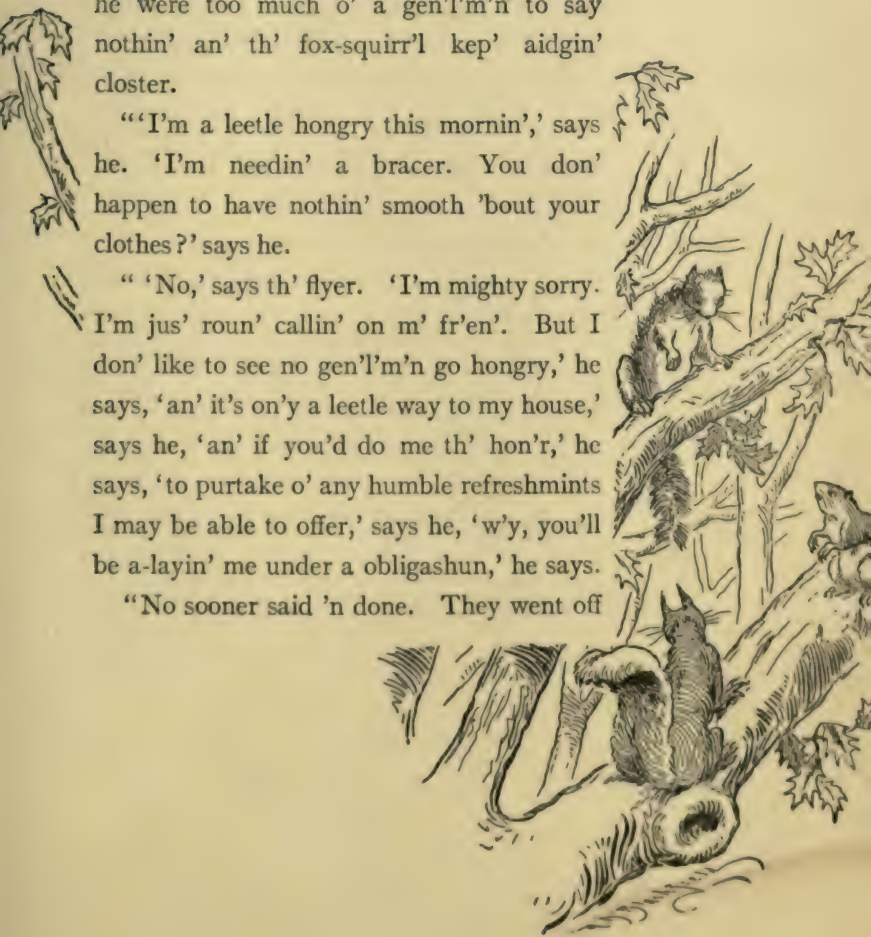 he were too much o' a gen'l'm'n to say
nothin' an' th' fox-squirr'l kep' aidgin'
closter.
"‘I'm a leetle hongry this mornin',’ says
he. ‘I'm needin' a bracer. You don'
happen to have nothin' smooth 'bout your
clothes?’ says he.
" ‘No,’ says th' flyer. ‘I'm mighty sorry.
I'm jus' roun' callin' on m' fr'en'. But I
don' like to see no gen'l'm'n go hongry,’ he
says, ‘an' it's on'y a leetle way to my house,’
says he, ‘an' if you'd do me th' hon'r,’ he
says, ‘to purtake o' any humble refreshmints
I may be able to offer,’ says he, ‘w'y, you'll
be a-layin' me under a obligashun,’ he says.
"No sooner said 'n done. They went off